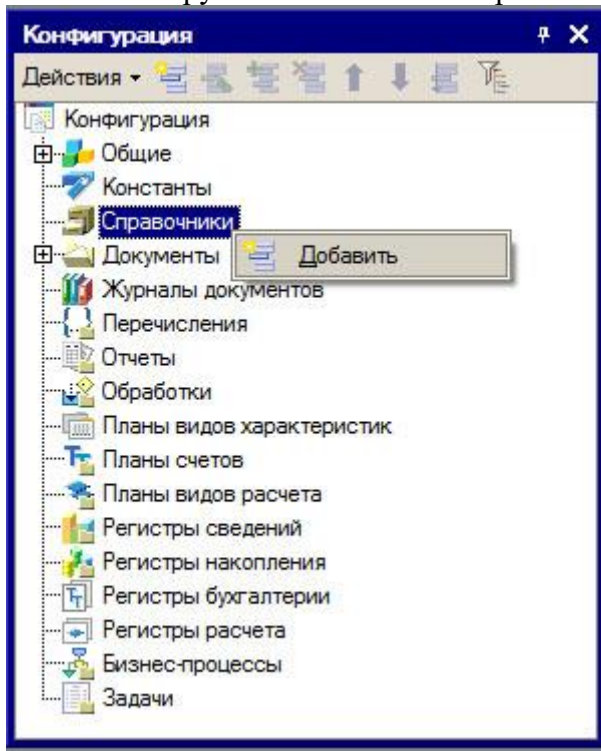 Конфигурация
Действия
Конфигурация
Общие
Константы
Справочники
Документы
Добавить
Журналы документов
Перечисления
Отчеты
Обработки
Планы видов характеристик
Планы счетов
Планы видов расчета
Регистры сведений
Регистры накопления
Регистры бухгалтерии
Регистры расчета
Бизнес-процессы
Задачи